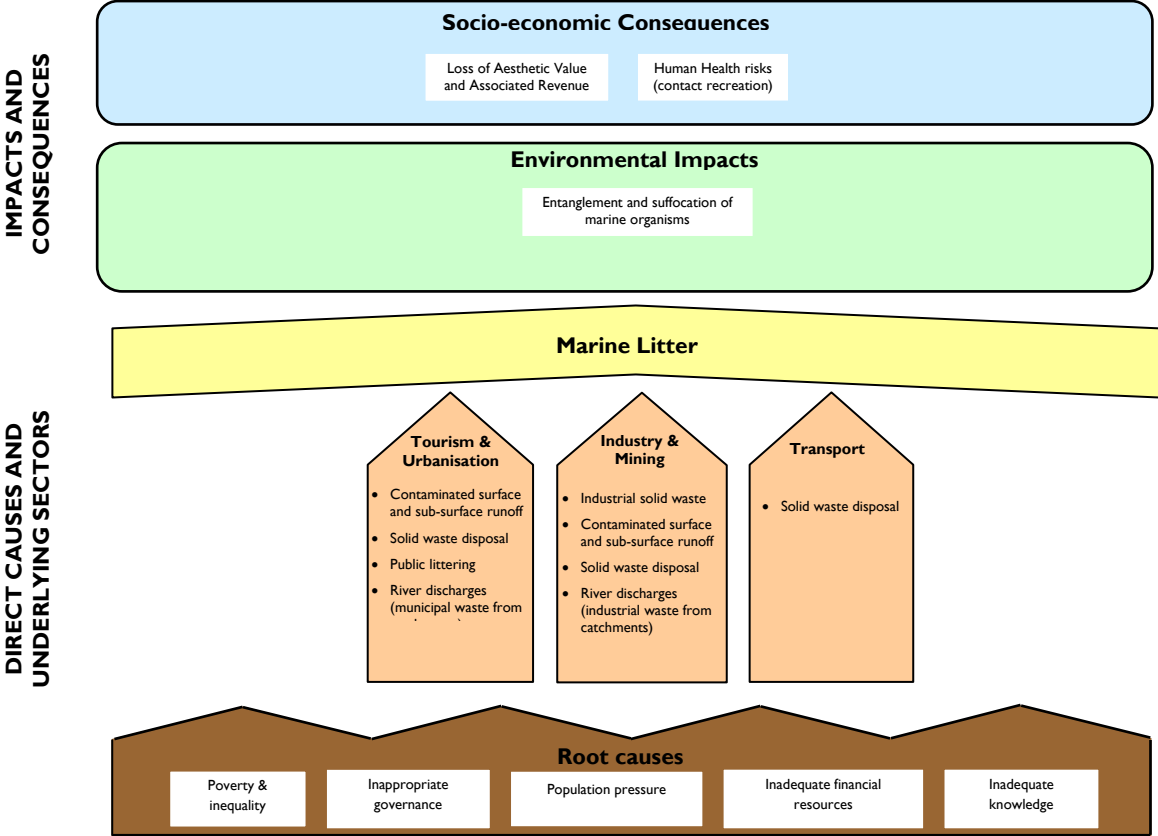 IMPACTS AND
CONSEQUENCES
Socio-economic Consequences
Loss of Aesthetic Value
and Associated Revenue
Human Health risks
(contact recreation)
Environmental Impacts
Entanglement and suffocation of
marine organisms
Marine Litter
DIRECT CAUSES AND
UNDERLYING SECTORS
Tourism &
Urbanisation
• Contaminated surface
and sub-surface runoff
• Solid waste disposal
• Public littering
• River discharges
(municipal waste from
Industry &
Mining
• Industrial solid waste
• Contaminated surface
and sub-surface runoff
• Solid waste disposal
• River discharges
(industrial waste from
catchments)
Transport
• Solid waste disposal
Root causes
Poverty &
inequality
Inappropriate
governance
Population pressure
Inadequate financial
resources
Inadequate
knowledge